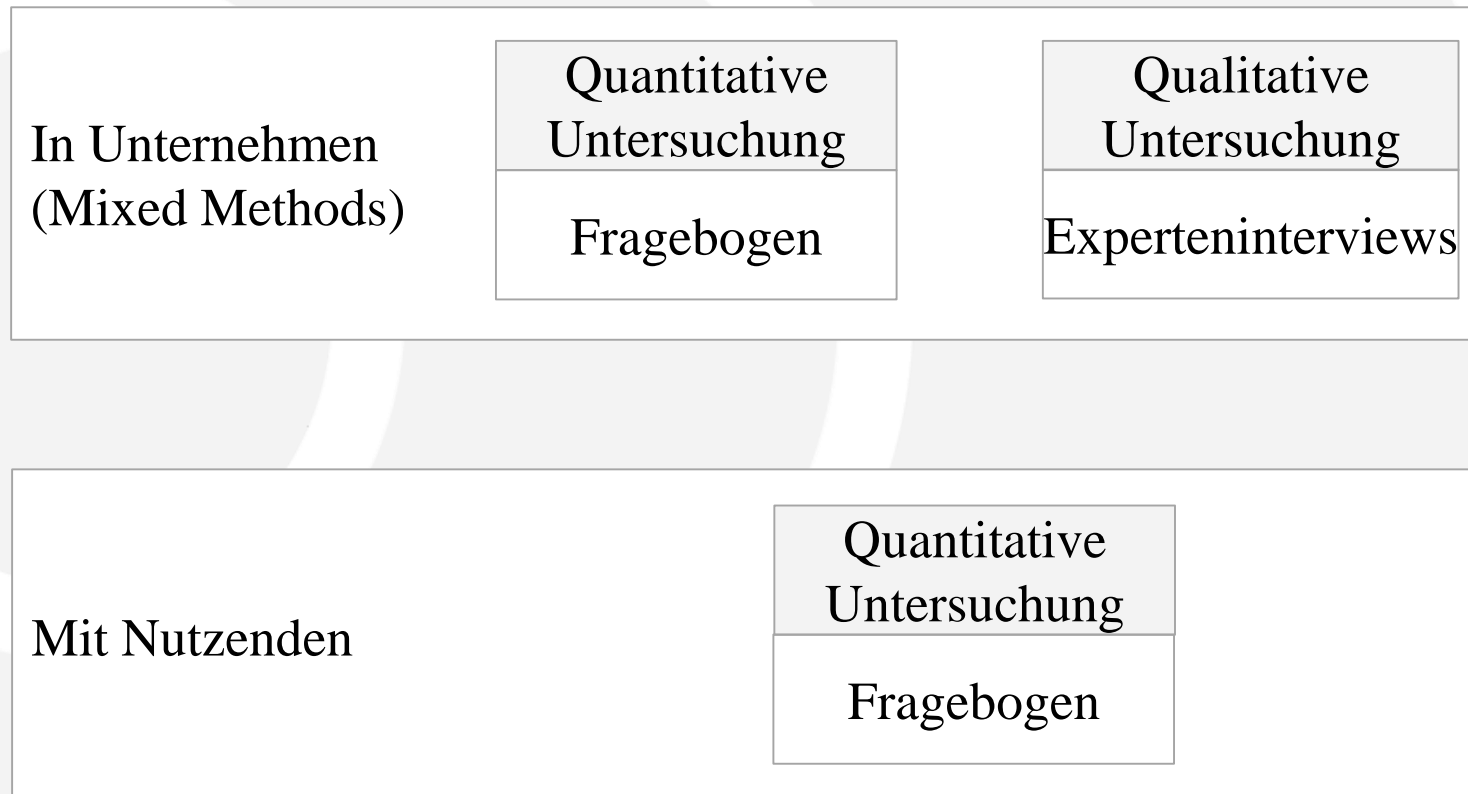 In Unternehmen
(Mixed Methods)
Quantitative
Untersuchung
Fragebogen
Qualitative
Untersuchung
Experteninterviews
Mit Nutzenden
Quantitative
Untersuchung
Fragebogen